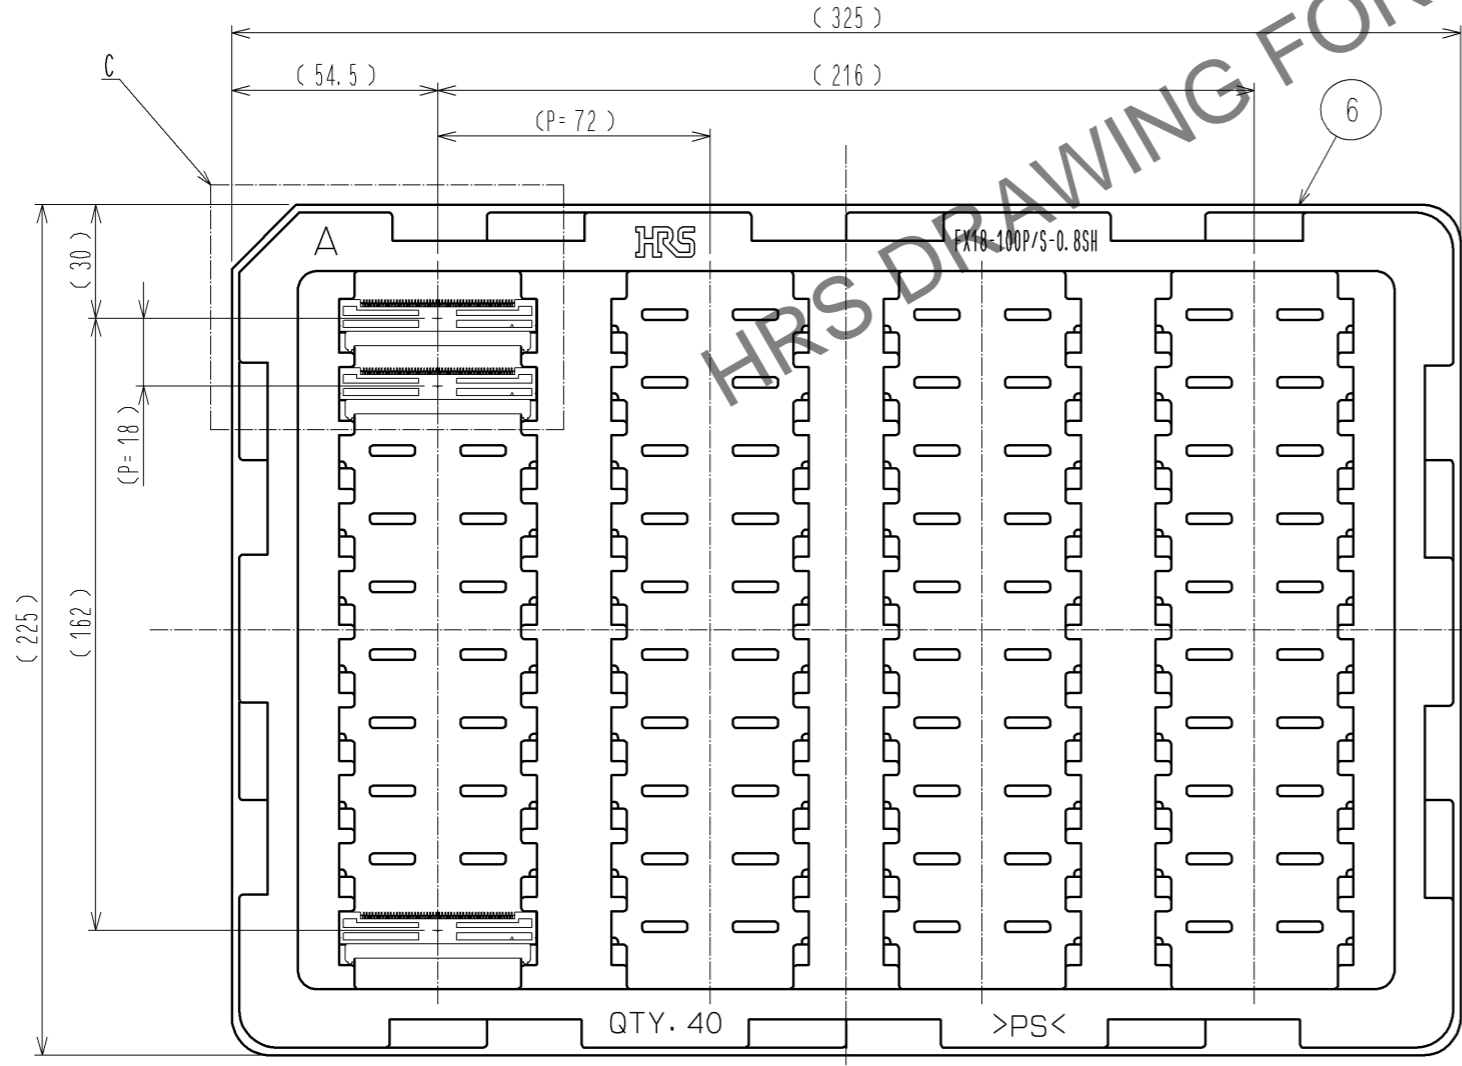 ( 325 )
C
( 54. 5 )
( 216 )
(P= 72 )
6
HRS DRAWING FOR
A
HRS
FX18-100P/S-0. 8SH
( 30 )
(P= 18 )
( 162 )
( 225 )
QTY. 40
>PS<